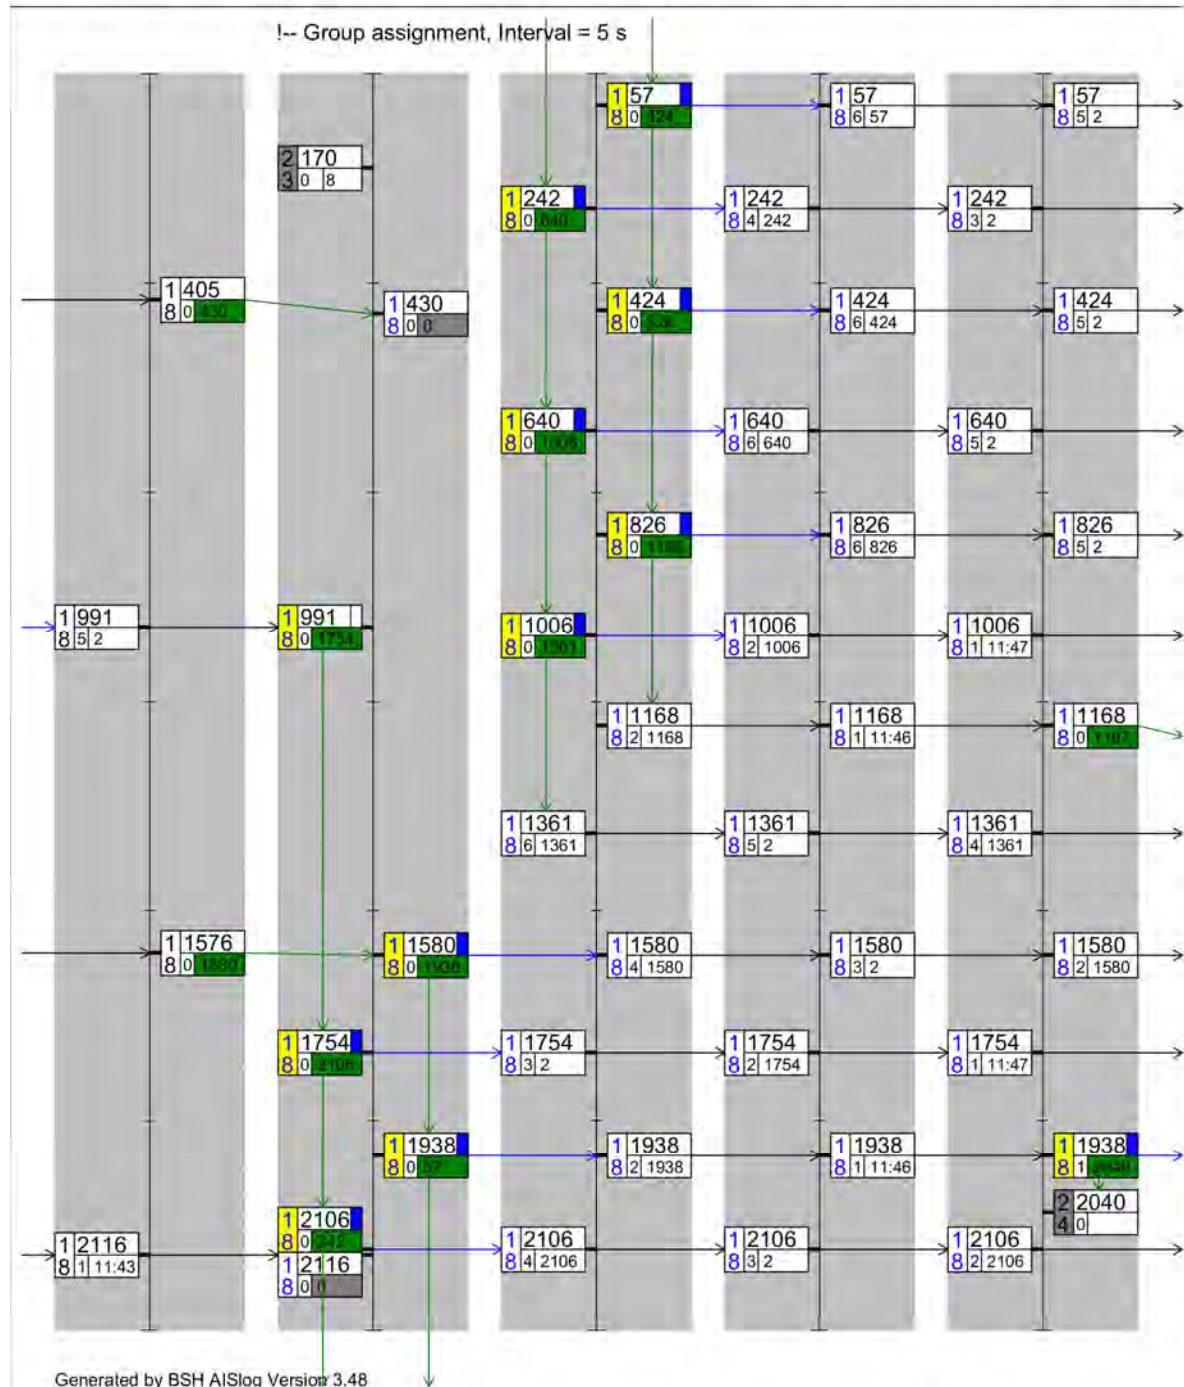 !-- Group assignment, Interval = 5 s
1 57 1 57 1 57
8 0 424 8 6 57 8 5 2
2 170
3 0 8
1 242 1 242 1 242
8 0 640 8 4 242 8 3 2
1 405
8 0 430
1 430
8 0 0
1 424 1 424 1 424
8 0 8 6 424 8 5 2
1 640 1 640 1 640
8 0 1006 8 6 640 8 5 2
1 826 1 826 1 826
8 0 1168 8 6 826 8 5 2
1 991 1 991 1 1006 1 1006 1 1006
8 5 2 8 0 1754 8 0 1361 8 2 1006 8 1 11:47
1 1168 1 1168 1 1168
8 2 1168 8 1 11:46 8 0
1 1361 1 1361 1 1361
8 6 1361 8 5 2 8 4 1361
1 1576 1 1580 1 1580 1 1580 1 1580
8 0 1580 8 0 1938 8 4 1580 8 3 2 8 2 1580
1 1754 1 1754 1 1754 1 1754
8 0 2106 8 3 2 8 2 1754 8 1 11:47
1 1938 1 1938 1 1938 1 1938
8 0 57 8 2 1938 8 1 11:46 8 1 2040
2 2040
4 0
1 2116 1 2106 1 2106 1 2106 1 2106
8 1 11:43 8 0 242 8 4 2106 8 3 2 8 2 2106
1 2116
8 0 0
Generated by BSH AISlog Version 3.48